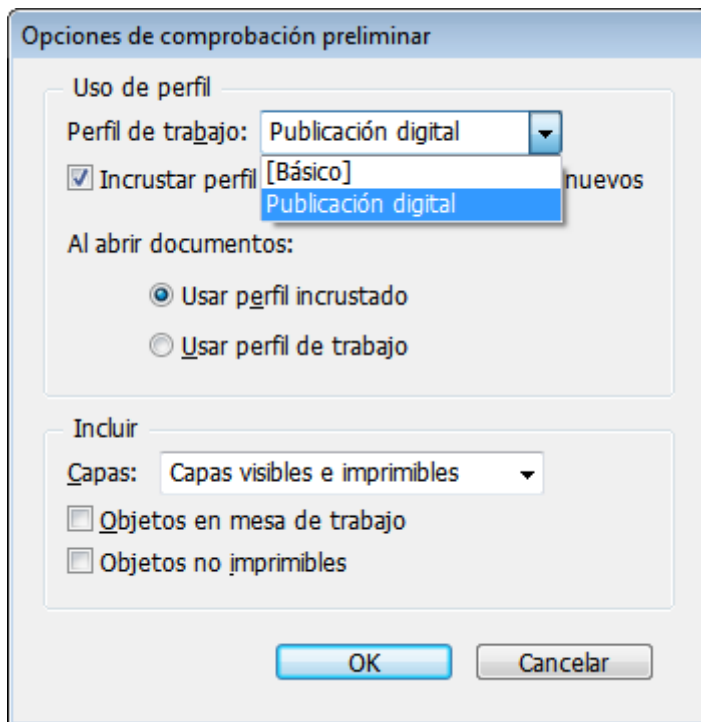 Opciones de comprobación preliminar
Uso de perfil
Perfil de trabajo: Publicación digital
Incrustar perfil [Básico] nuevos
Publicación digital
Al abrir documentos:
Usar perfil incrustado
Usar perfil de trabajo
Incluir
Capas: Capas visibles e imprimibles
Objetos en mesa de trabajo
Objetos no imprimibles
OK Cancelar